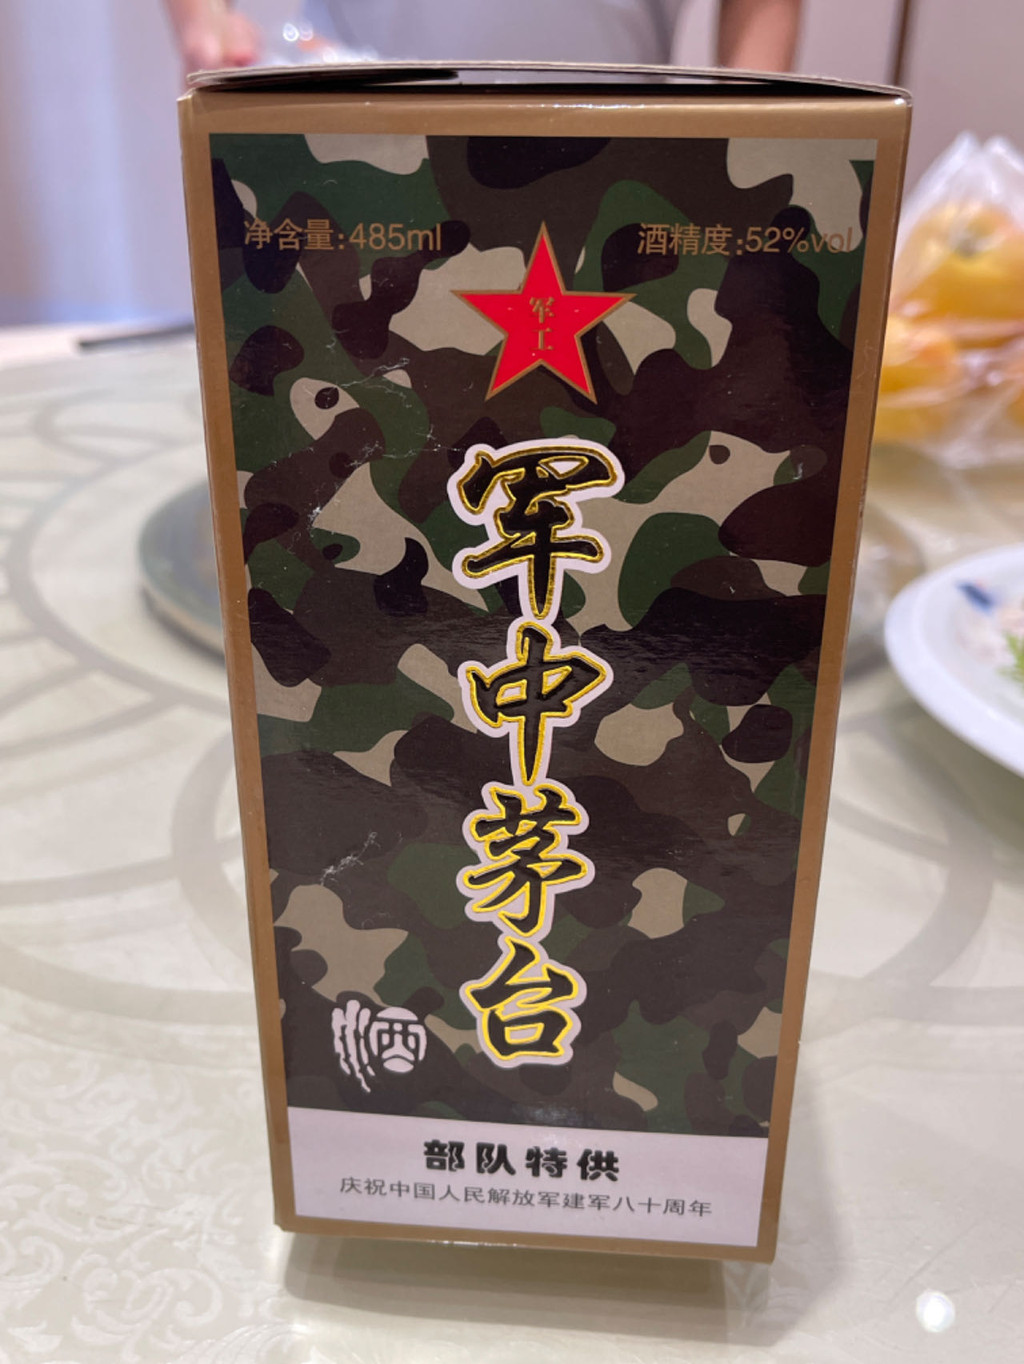 净含量:485ml
酒精度:52%vol
军工
军中茅台
酒
部队特供
庆祝中国人民解放军建军八十周年